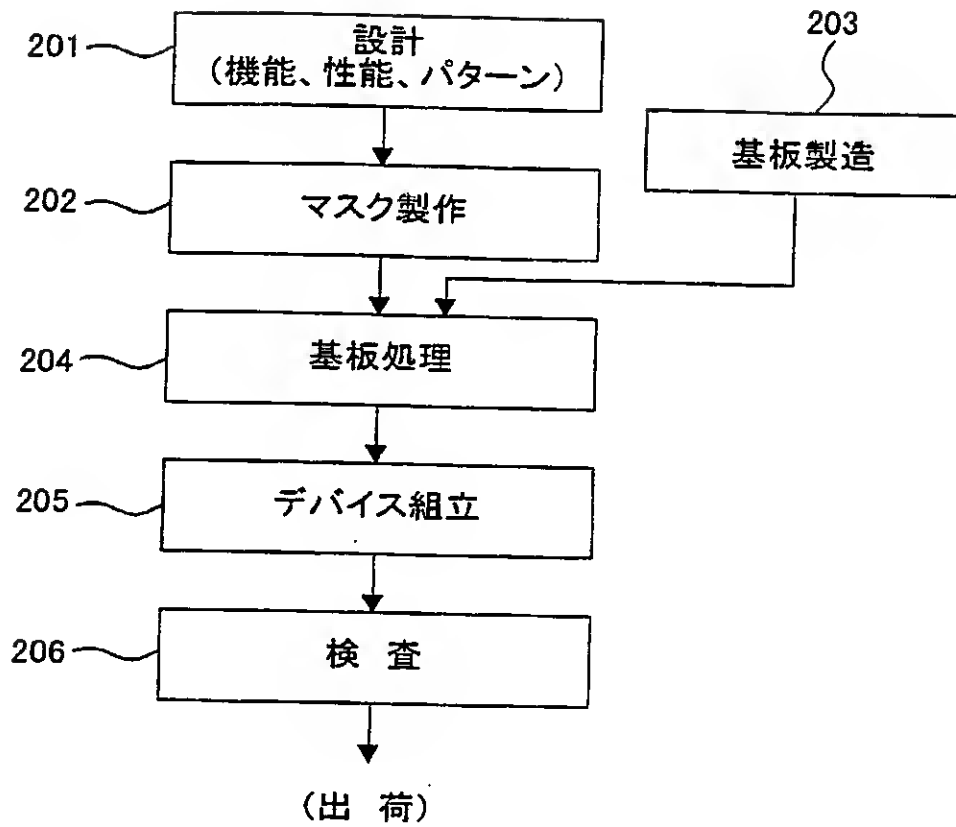 201
設計
(機能、性能、パターン)
203
基板製造
202
マスク製作
204
基板処理
205
デバイス組立
206
検 査
(出 荷)